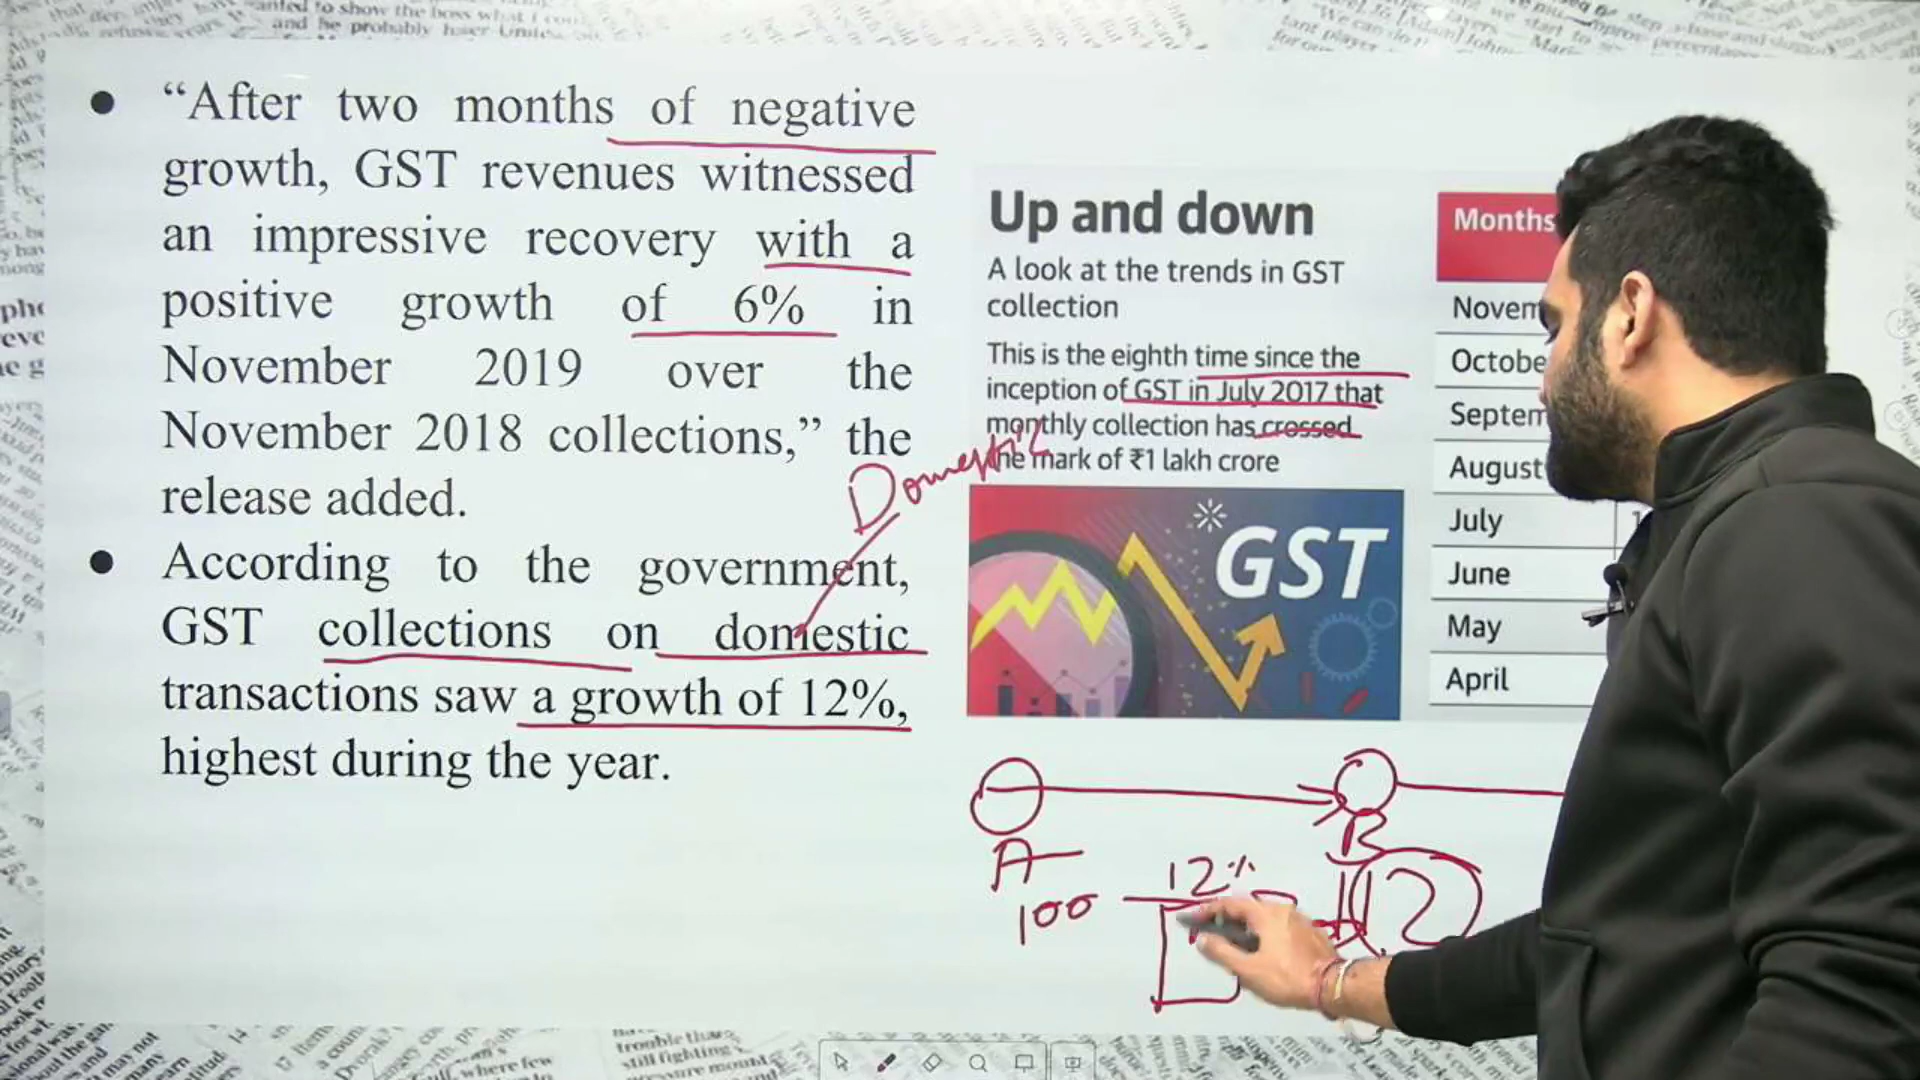 • “After two months of negative
growth, GST revenues witnessed
an impressive recovery with a
positive growth of 6% in
November 2019 over the
November 2018 collections,” the
release added.
• According to the government,
GST collections on domestic
transactions saw a growth of 12%,
highest during the year.
Domestic
Up and down
A look at the trends in GST
collection
This is the eighth time since the
inception of GST in July 2017 that
monthly collection has crossed
the mark of ₹1 lakh crore
GST
Months
Novem
Octobe
Septem
August
July
June
May
April
A
B
100
12%
112